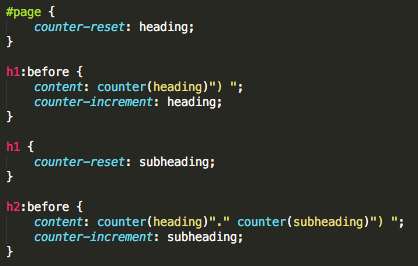 #page {
    counter-reset: heading;
}
h1:before {
    content: counter(heading)") ";
    counter-increment: heading;
}
h1 {
    counter-reset: subheading;
}
h2:before {
    content: counter(heading)"." counter(subheading)") ";
    counter-increment: subheading;
}